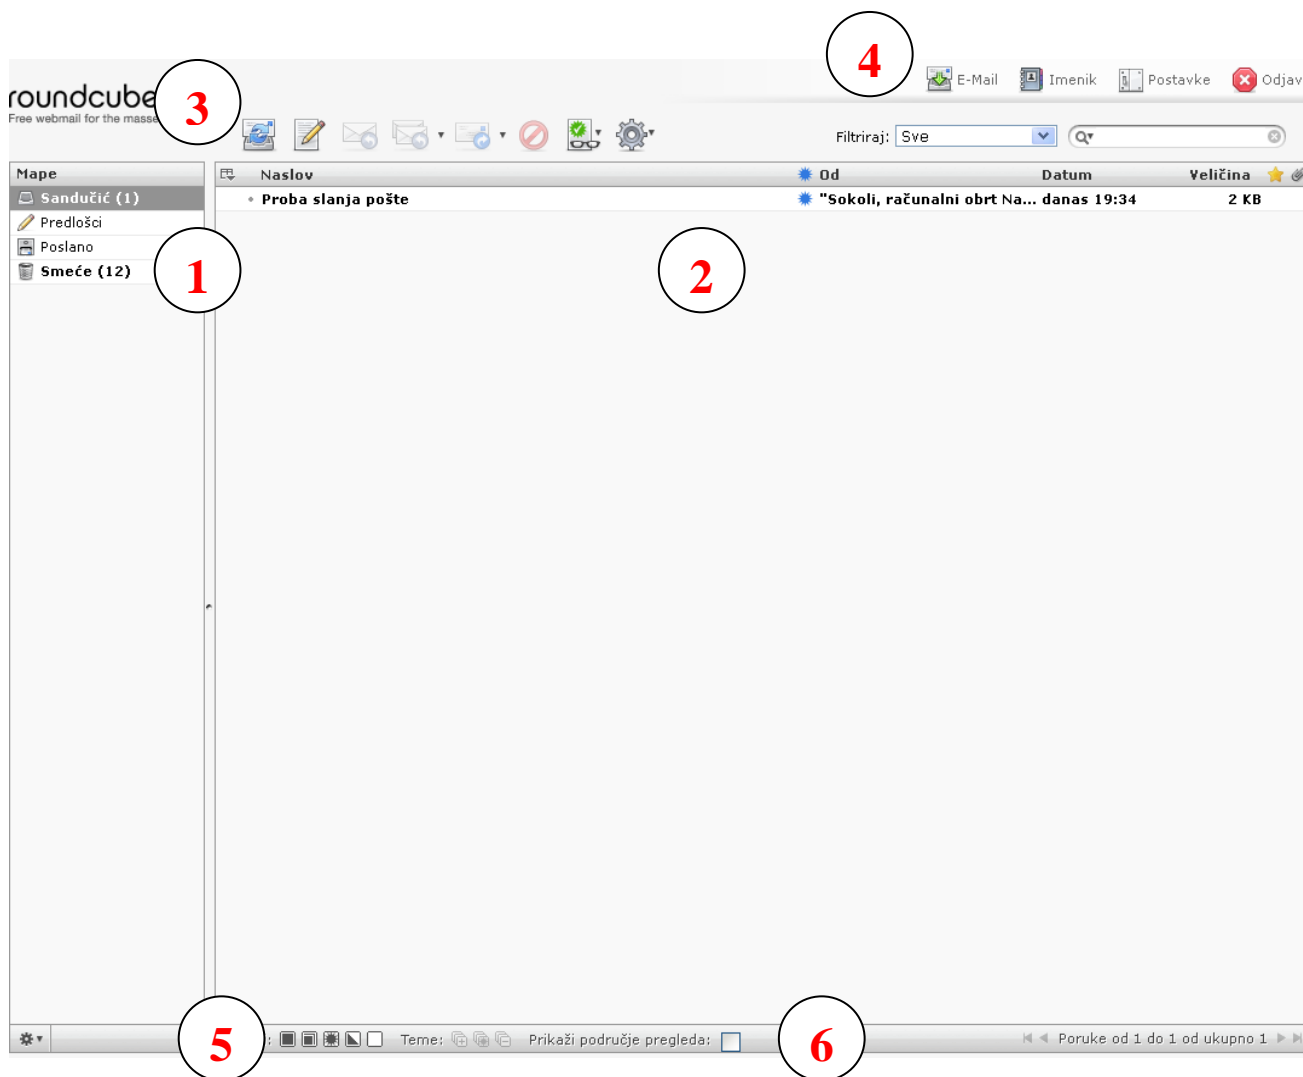 4
E-Mail Imenik Postavke Odjav
roundcube
Free webmail for the masse
3
Filtriraj: Sve
Mape
Naslov Od Datum Veličina
Sandučić (1)
Proba slanja pošte "Sokoli, računalni obrt Na... danas 19:34 2 KB
Predlošci
Poslano
Smeće (12)
1
2
5
: Teme: Prikaži područje pregleda:
6
Poruke od 1 do 1 od ukupno 1